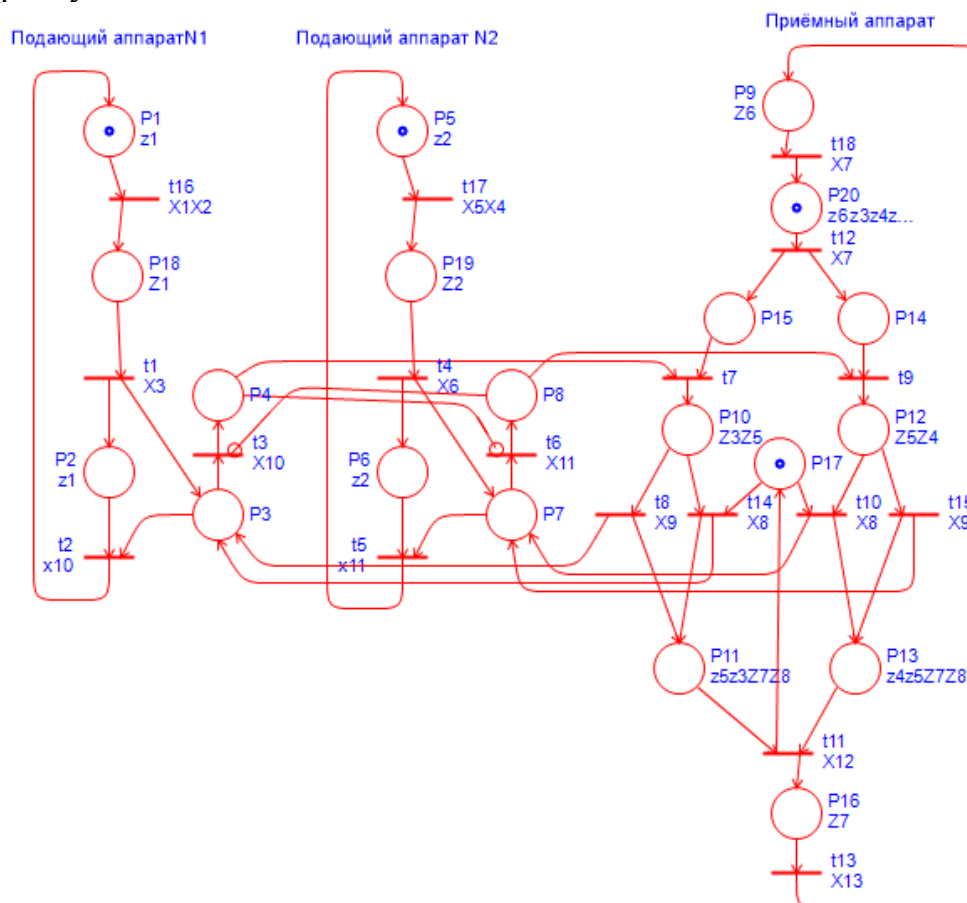 Подающий аппаратN1
Подающий аппарат N2
Приёмный аппарат
P1
z1
P5
z2
P9
Z6
t16
X1X2
t17
X5X4
t18
X7
P20
z6z3z4z...
t12
X7
P18
Z1
P19
Z2
P15
P14
t1
X3
P4
t4
X6
P8
t7
t9
P10
Z3Z5
P12
Z5Z4
t3
X10
t6
X11
P2
z1
P6
z2
P17
P3
P7
t8
X9
t14
X8
t10
X8
t15
X9
t2
x10
t5
x11
P11
z5z3Z7Z8
P13
z4z5Z7Z8
t11
X12
P16
Z7
t13
X13